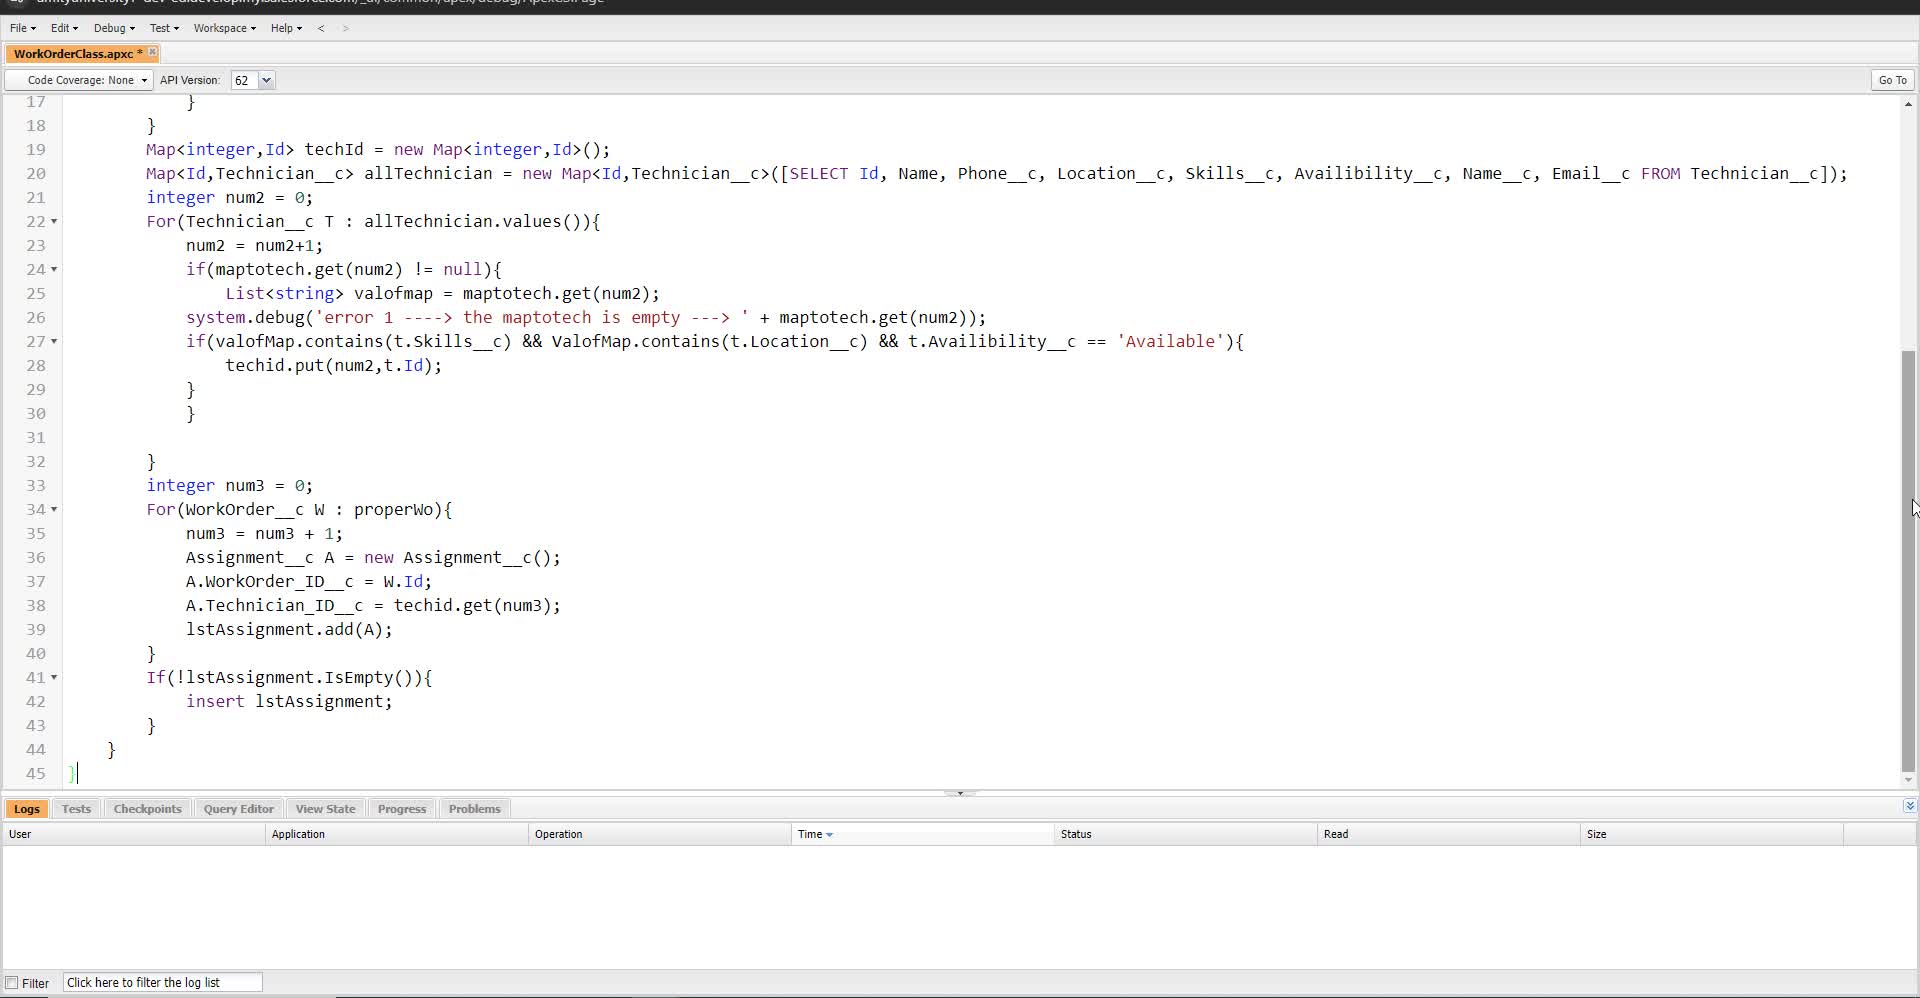 File Edit Debug Test Workspace Help < >
WorkOrderClass.apxc *
Code Coverage: None API Version: 62 Go To
17 }
18 }
19 Map<integer,Id> techId = new Map<integer,Id>();
20 Map<Id,Technician__c> allTechnician = new Map<Id,Technician__c>([SELECT Id, Name, Phone__c, Location__c, Skills__c, Availibility__c, Name__c, Email__c FROM Technician__c]);
21 integer num2 = 0;
22 For(Technician__c T : allTechnician.values()){
23 num2 = num2+1;
24 if(maptotech.get(num2) != null){
25 List<string> valofmap = maptotech.get(num2);
26 system.debug('error 1 ----> the maptotech is empty ---> ' + maptotech.get(num2));
27 if(valofMap.contains(t.Skills__c) && ValofMap.contains(t.Location__c) && t.Availibility__c == 'Available'){
28 techid.put(num2,t.Id);
29 }
30 }
31
32 }
33 integer num3 = 0;
34 For(WorkOrder__c W : properWo){
35 num3 = num3 + 1;
36 Assignment__c A = new Assignment__c();
37 A.WorkOrder_ID__c = W.Id;
38 A.Technician_ID__c = techid.get(num3);
39 lstAssignment.add(A);
40 }
41 If(!lstAssignment.IsEmpty()){
42 insert lstAssignment;
43 }
44 }
45 }
Logs Tests Checkpoints Query Editor View State Progress Problems
User Application Operation Time Status Read Size
Filter Click here to filter the log list